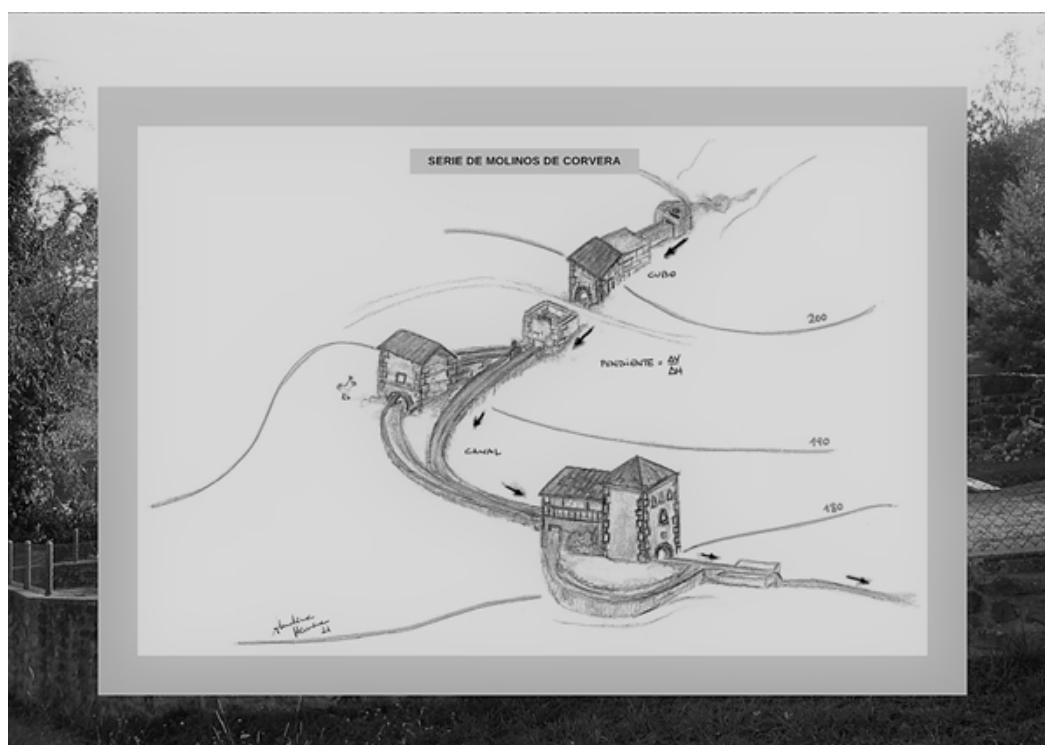 SERIE DE MOLINOS DE CORVERA
CUBO
200
PENDIENTE = ΔV
ΔH
190
CANAL
180